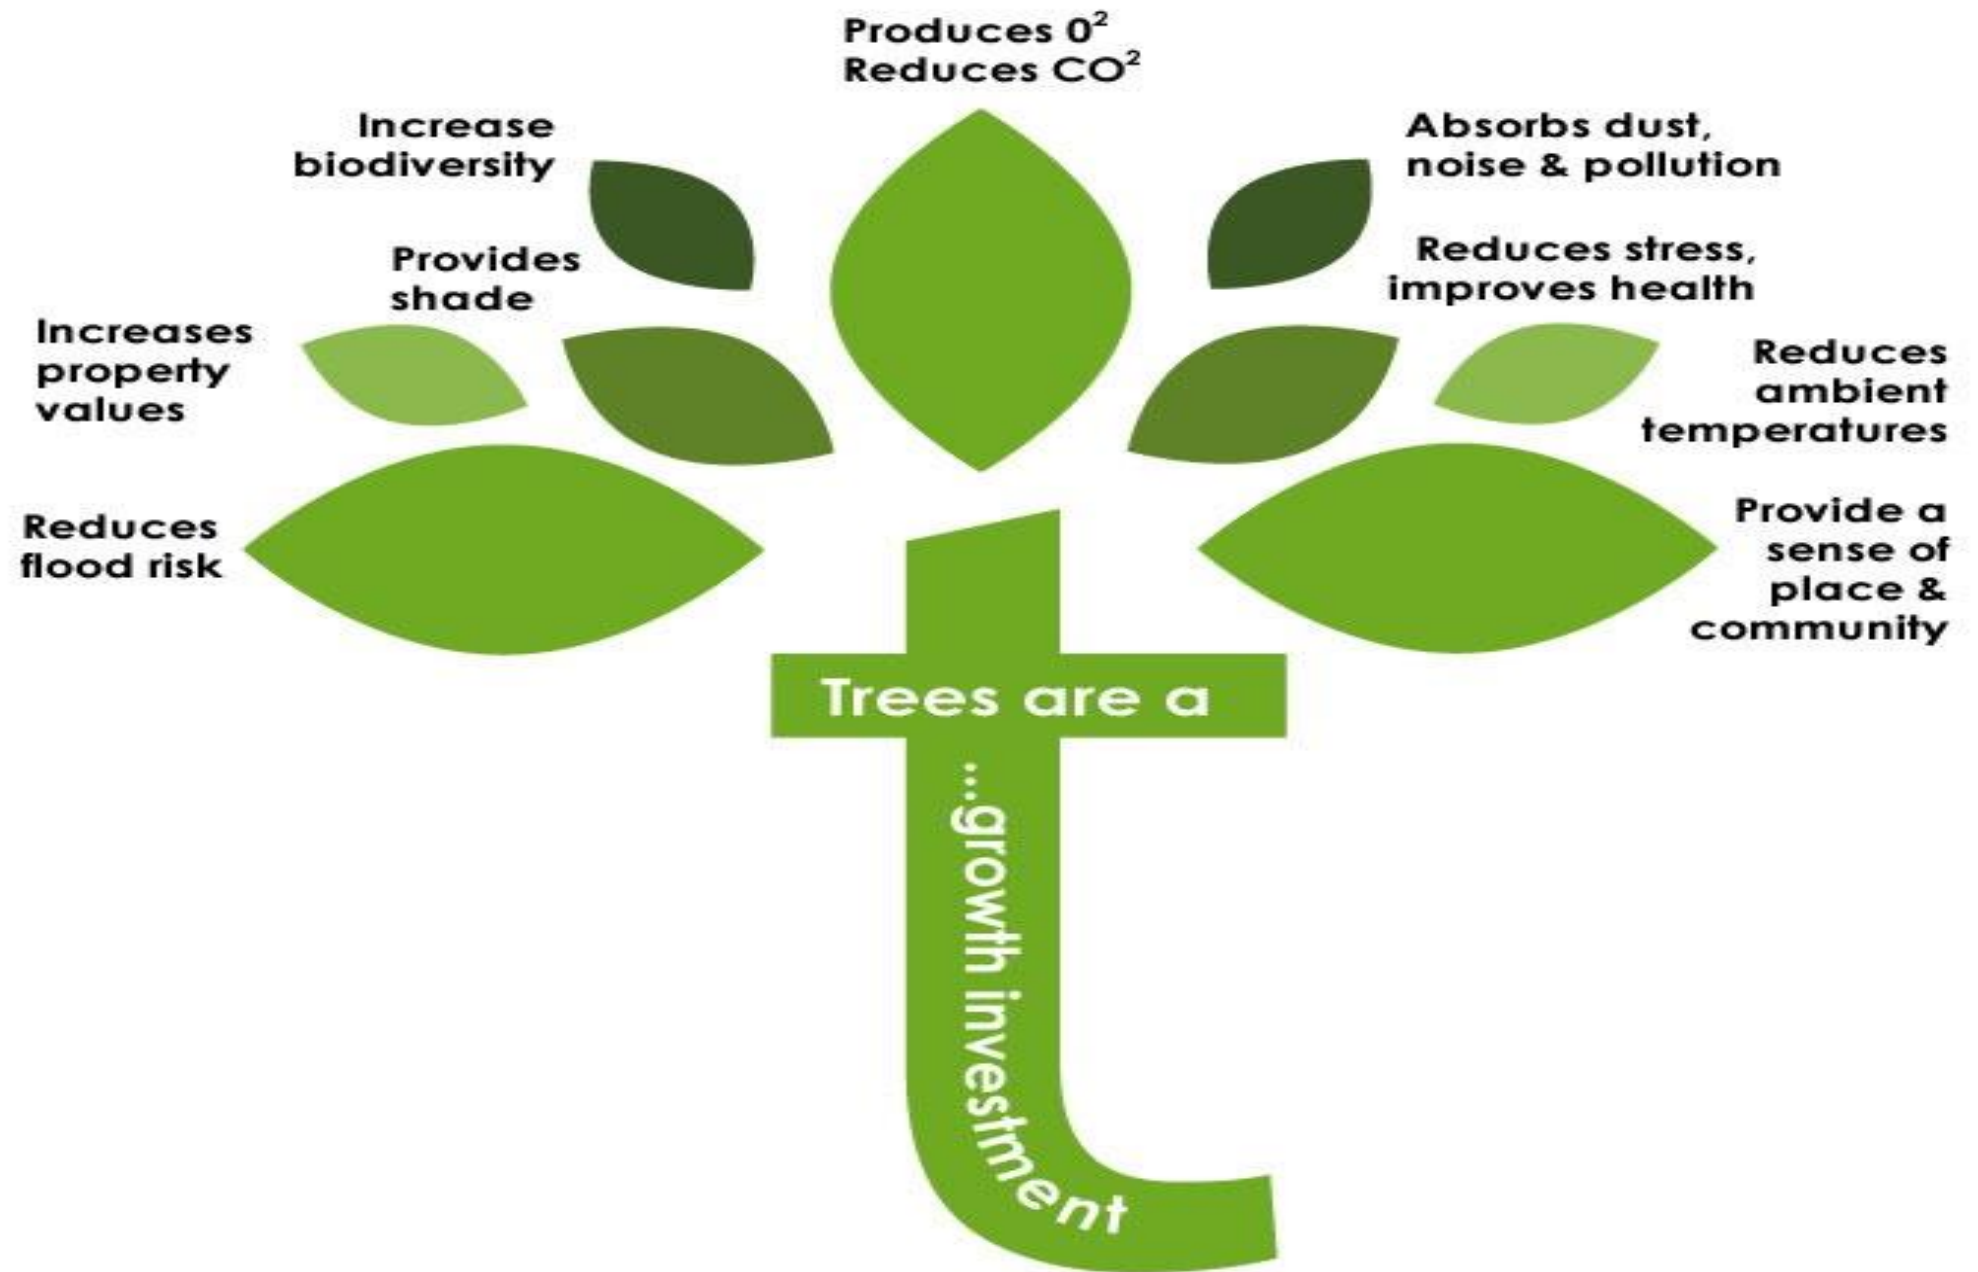 Produces 0²
Reduces CO²
Increase
biodiversity
Absorbs dust,
noise & pollution
Provides
shade
Reduces stress,
improves health
Increases
property
values
Reduces
ambient
temperatures
Reduces
flood risk
Provide a
sense of
place &
community
Trees are a
...growth investment